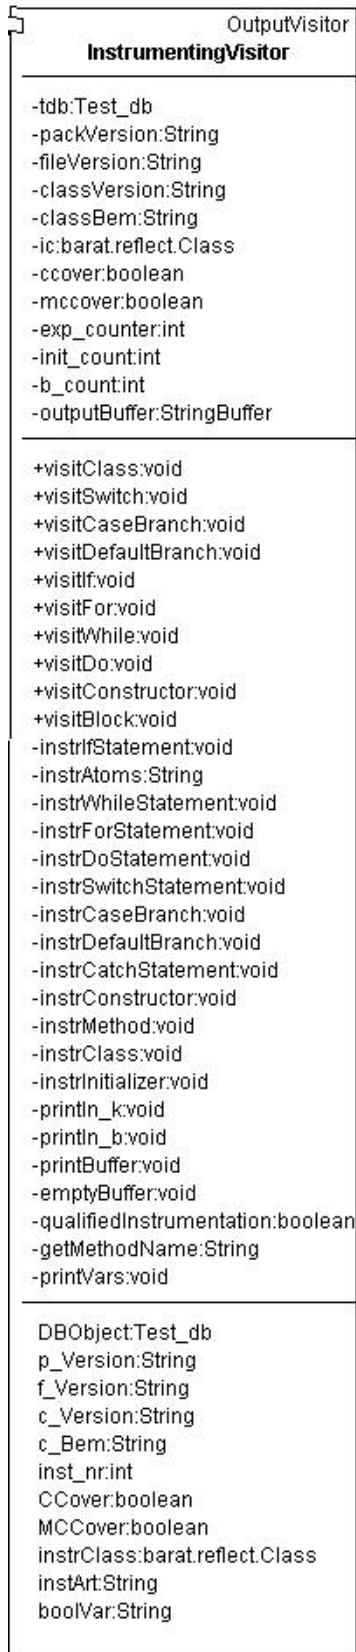 OutputVisitor
InstrumentingVisitor
-tdb:Test_db
-packVersion:String
-fileVersion:String
-classVersion:String
-classBem:String
-ic:barat.reflect.Class
-ccover:boolean
-mccover:boolean
-exp_counter:int
-init_count:int
-b_count:int
-outputBuffer:StringBuffer
+visitClass:void
+visitSwitch:void
+visitCaseBranch:void
+visitDefaultBranch:void
+visitIf:void
+visitFor:void
+visitWhile:void
+visitDo:void
+visitConstructor:void
+visitBlock:void
-instrIfStatement:void
-instrAtoms:String
-instrWhileStatement:void
-instrForStatement:void
-instrDoStatement:void
-instrSwitchStatement:void
-instrCaseBranch:void
-instrDefaultBranch:void
-instrCatchStatement:void
-instrConstructor:void
-instrMethod:void
-instrClass:void
-instrInitializer:void
-println_k:void
-println_b:void
-printBuffer:void
-emptyBuffer:void
-qualifiedInstrumentation:boolean
-getMethodName:String
-printVars:void
DBObject:Test_db
p_Version:String
f_Version:String
c_Version:String
c_Bem:String
inst_nr:int
CCover:boolean
MCCover:boolean
instrClass:barat.reflect.Class
instArt:String
boolVar:String